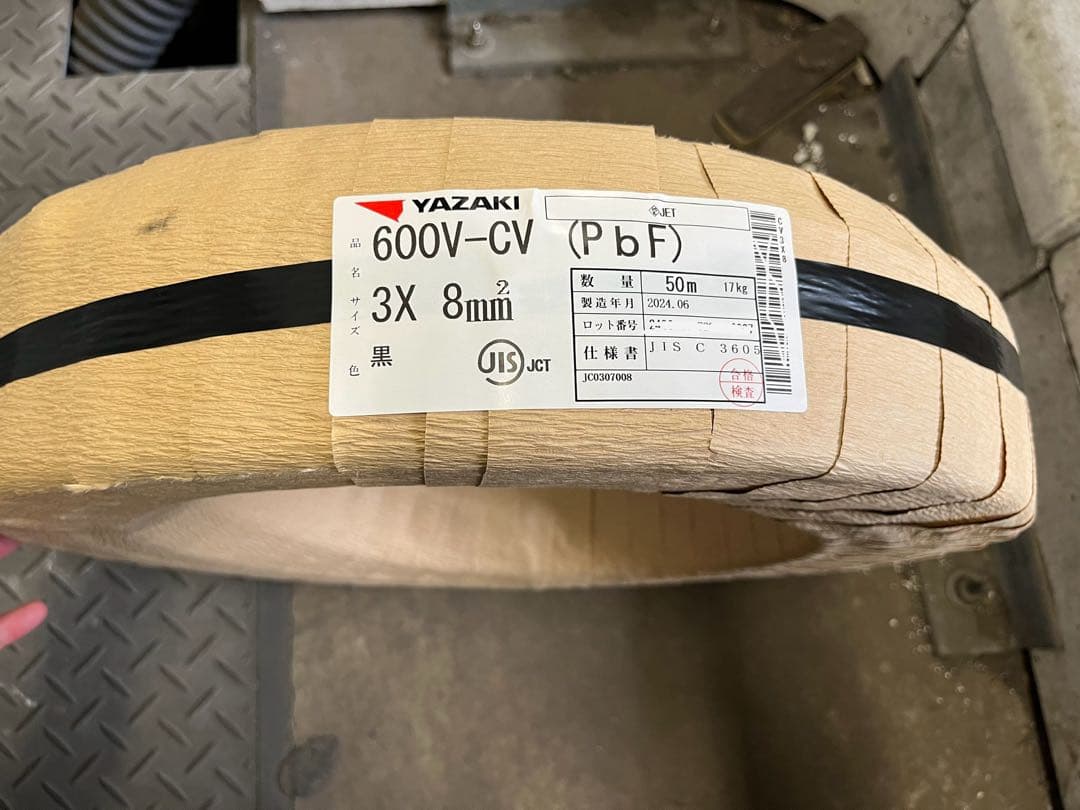 YAZAKI
JET
品名 600V-CV (PbF)
サイズ 3X 8mm²
色 黒
JIS JCT
数量 50m 17kg
製造年月 2024.06
ロット番号
仕様書 JIS C 3605
JC0307008
合格
検査
CV3X8